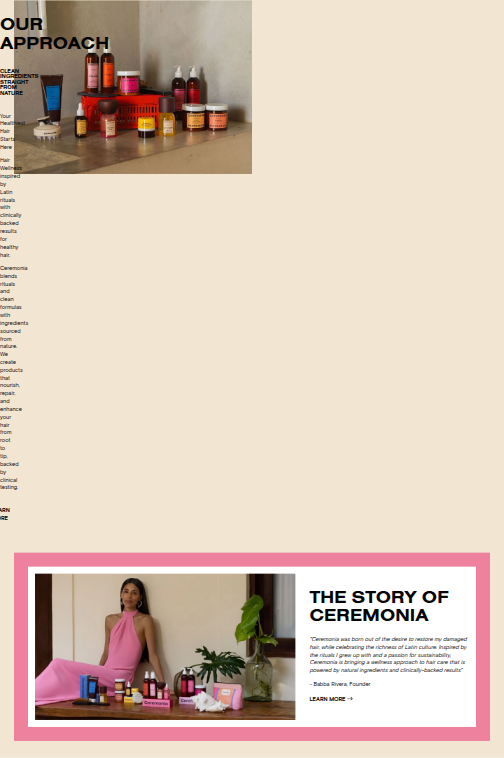 OUR
APPROACH
CLEAN
INGREDIENTS
STRAIGHT
FROM
NATURE
Your
Healthiest
Hair
Starts
Here
Hair
Wellness
inspired
by
Latin
rituals
with
clinically
backed
results
for
healthy
hair.
Ceremonia
blends
rituals
and
clean
formulas
with
ingredients
sourced
from
nature.
We
create
products
that
nourish,
repair,
and
enhance
your
hair
from
root
to
tip,
backed
by
clinical
testing.
ARN
RE
THE STORY OF
CEREMONIA
"Ceremonia was born out of the desire to restore my damaged
hair, while celebrating the richness of Latin culture. Inspired by
the rituals I grew up with and a passion for sustainability,
Ceremonia is bringing a wellness approach to hair care that is
powered by natural ingredients and clinically-backed results"
- Babba Rivera, Founder
LEARN MORE →
Ceremonia